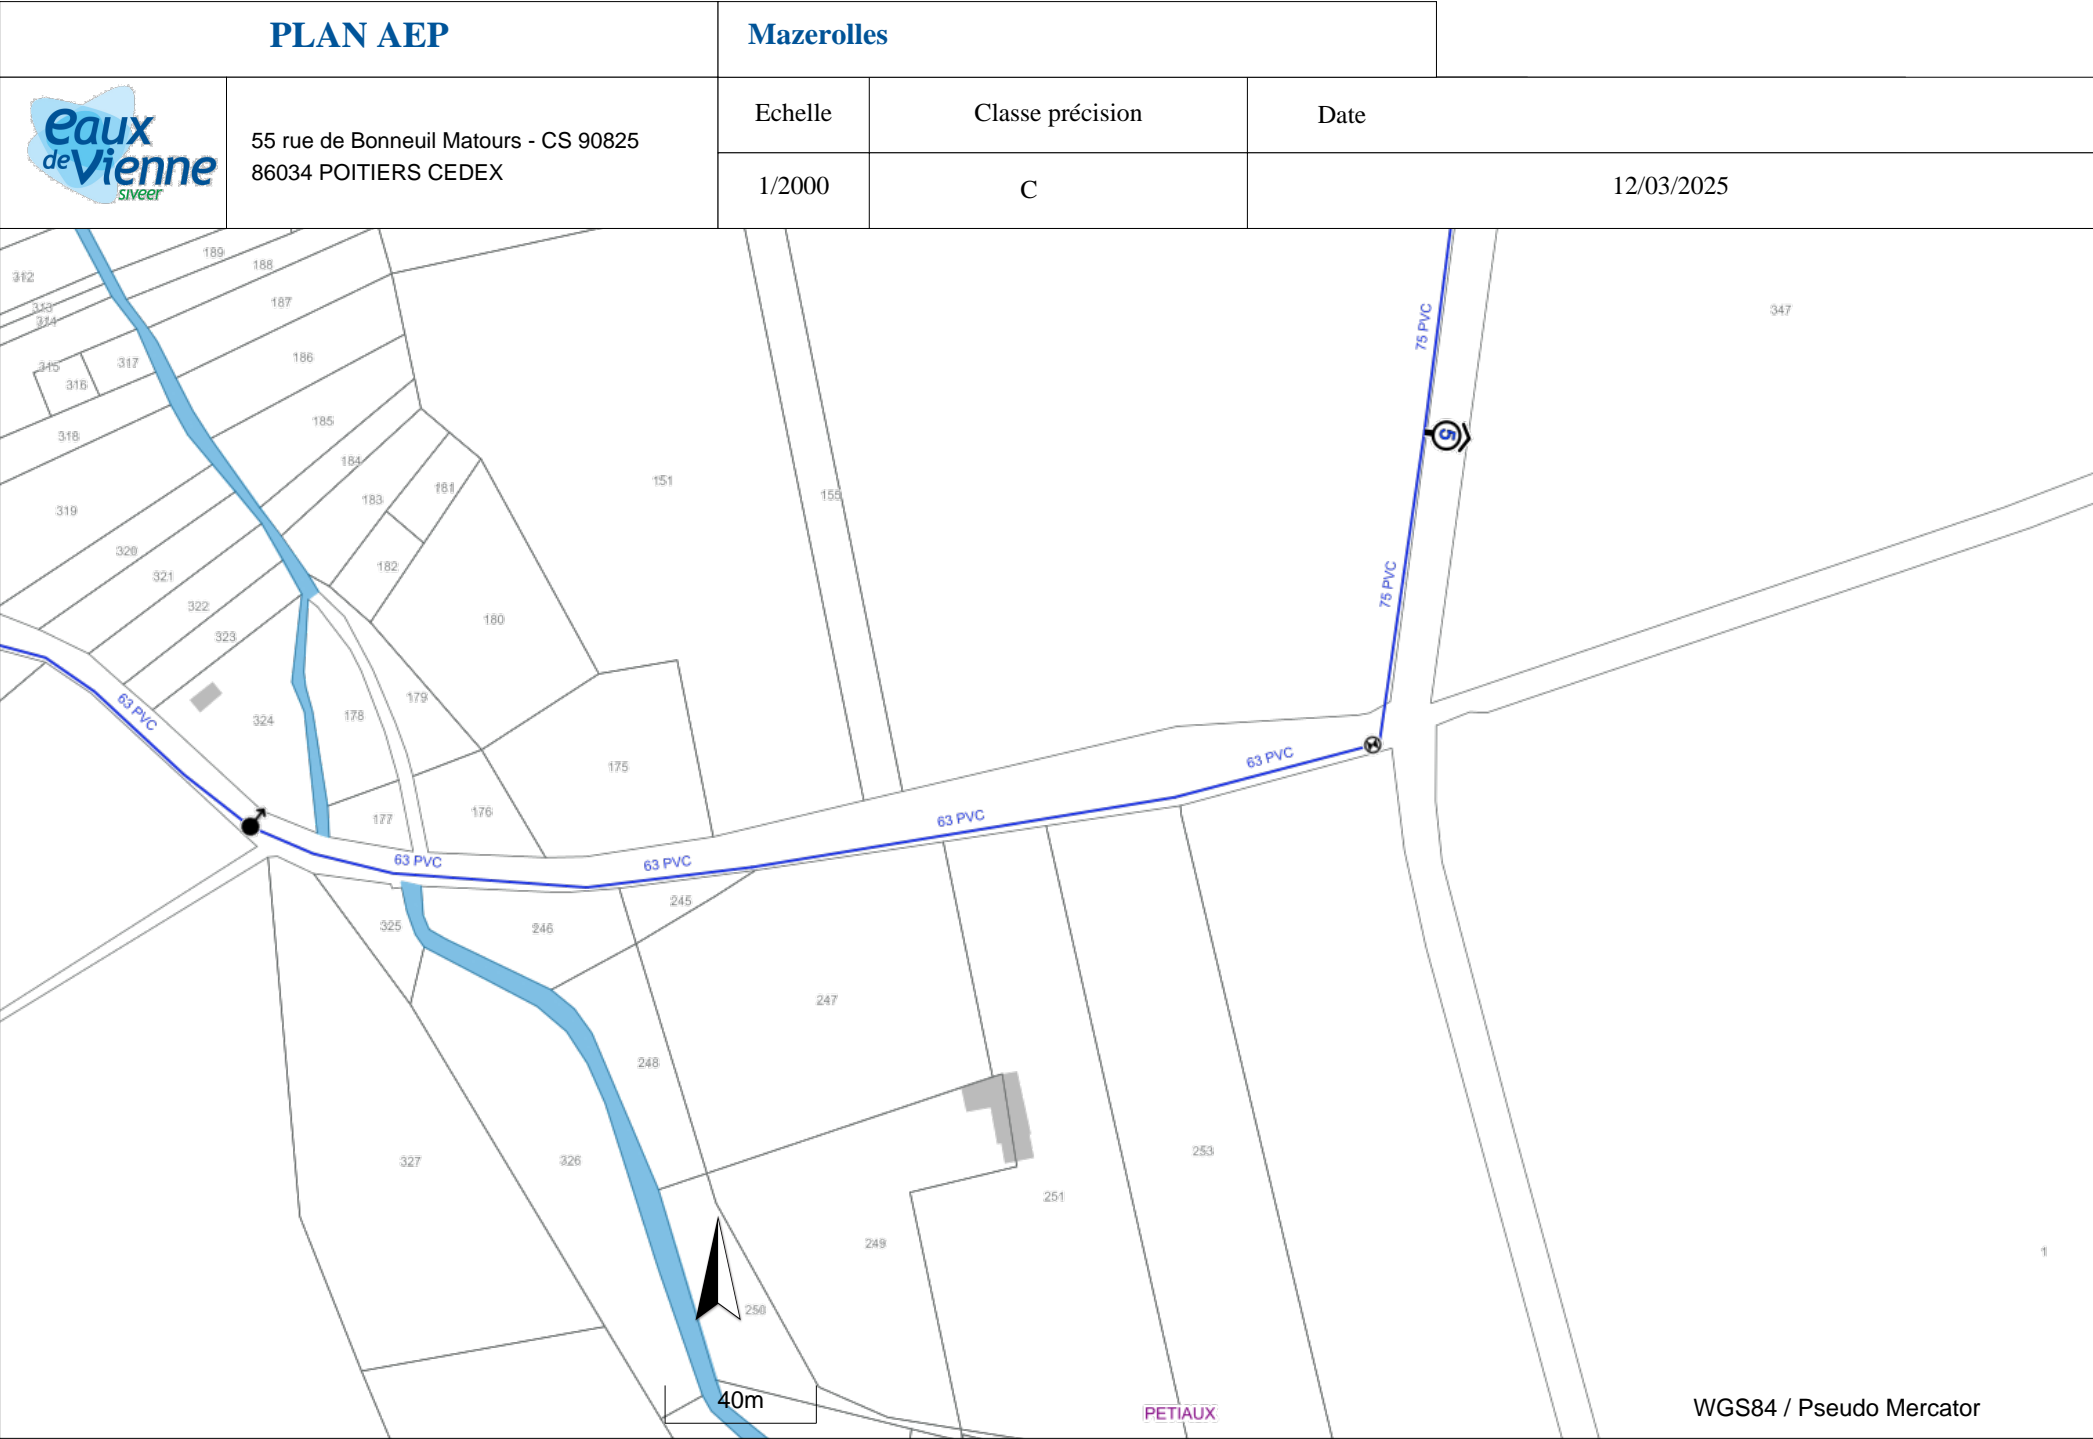 PLAN AEP
Mazerolles
eaux
de Vienne
siveer
55 rue de Bonneuil Matours - CS 90825
86034 POITIERS CEDEX
Echelle
Classe précision
Date
1/2000
C
12/03/2025
189
188
312
187
313
314
347
75 PVC
186
315
317
316
185
318
5
184
151
181
155
183
319
320
182
321
75 PVC
322
180
323
179
63 PVC
324
178
175
63 PVC
176
177
63 PVC
63 PVC
63 PVC
245
325
246
247
248
253
327
326
251
249
1
250
40m
PETIAUX
WGS84 / Pseudo Mercator